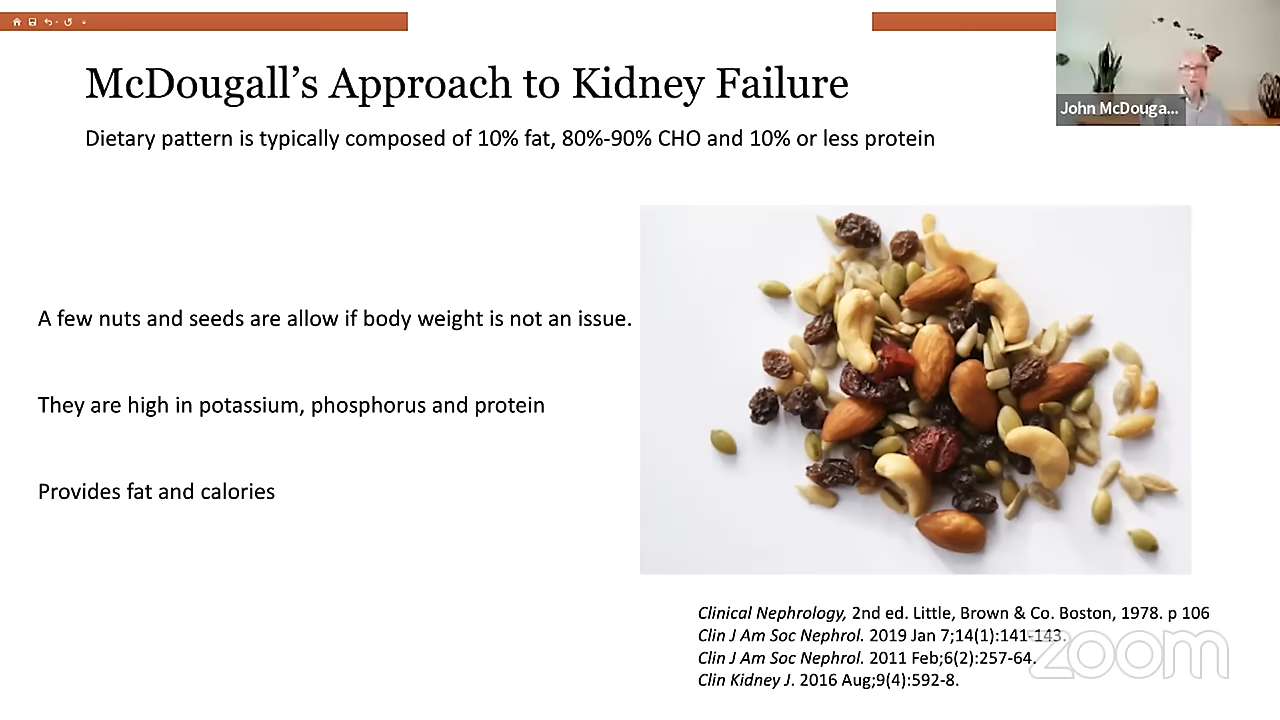 McDougall's Approach to Kidney Failure
John McDouga...
Dietary pattern is typically composed of 10% fat, 80%-90% CHO and 10% or less protein
A few nuts and seeds are allow if body weight is not an issue.
They are high in potassium, phosphorus and protein
Provides fat and calories
Clinical Nephrology, 2nd ed. Little, Brown & Co. Boston, 1978. p 106
Clin J Am Soc Nephrol. 2019 Jan 7;14(1):141-143.
Clin J Am Soc Nephrol. 2011 Feb;6(2):257-64.
Clin Kidney J. 2016 Aug;9(4):592-8.
zoom